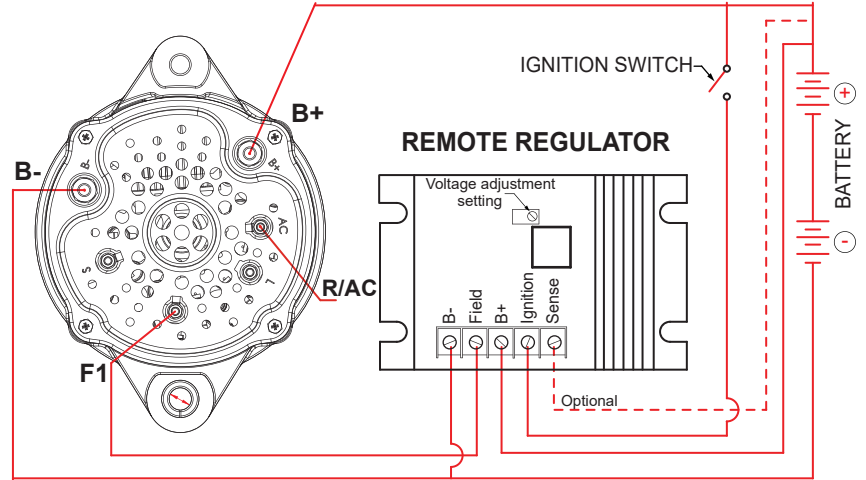 IGNITION SWITCH
B+
REMOTE REGULATOR
B-
B-
B+
Voltage adjustment
setting
AC
S
L
R/AC
B-
Field
B+
Ignition
Sense
F1
Optional
+
BATTERY
-